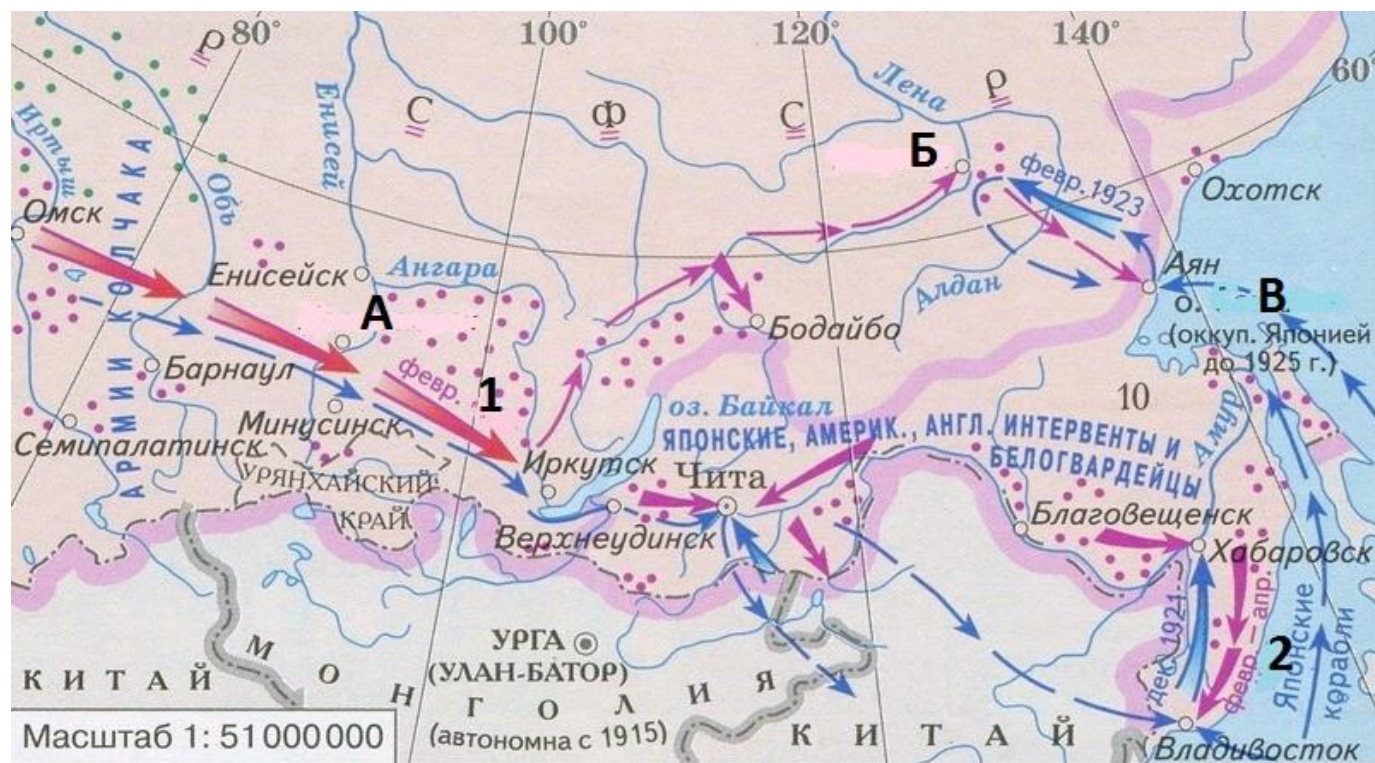 Р
80°
100°
120°
140°
60°
С
Ф
С
Р
Иртыш
Обь
Енисей
Лена
Б
февр. 1923
Охотск
Омск
АРМИИ КОЛЧАКА
Енисейск
Ангара
Алдан
Аян
А
Бодайбо
о.
В
(оккуп. Японией
до 1925 г.)
Барнаул
февр.
1
10
Амур
Минусинск
оз. Байкал
ЯПОНСКИЕ, АМЕРИК., АНГЛ. ИНТЕРВЕНТЫ И
БЕЛОГВАРДЕЙЦЫ
Семипалатинск
УРЯНХАЙСКИЙ
КРАЙ
Иркутск
Чита
Верхнеудинск
Благовещенск
Хабаровск
дек. 1921
февр. – апр.
2
Японские
корабли
УРГА
(УЛАН-БАТОР)
МОНГОЛИЯ
(автономна с 1915)
КИТАЙ
КИТАЙ
Владивосток
Масштаб 1: 51 000 000